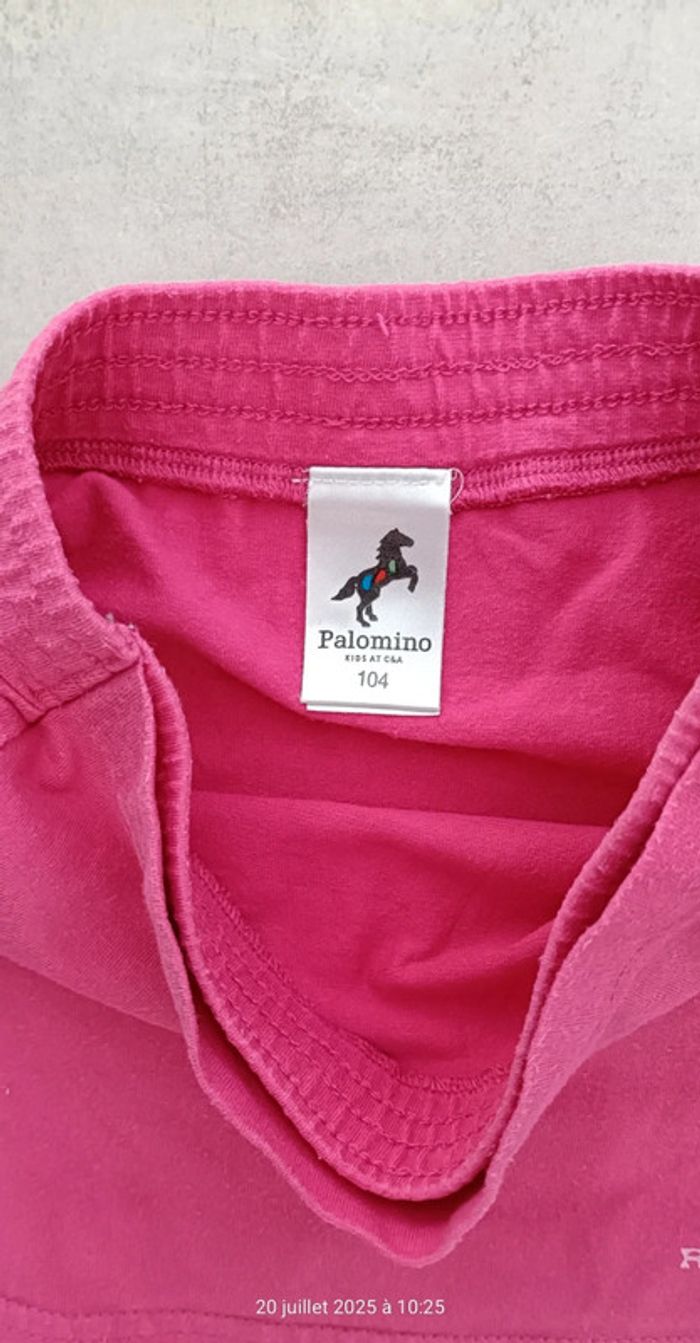 Palomino
KIDS AT C&A
104
20 juillet 2025 à 10:25